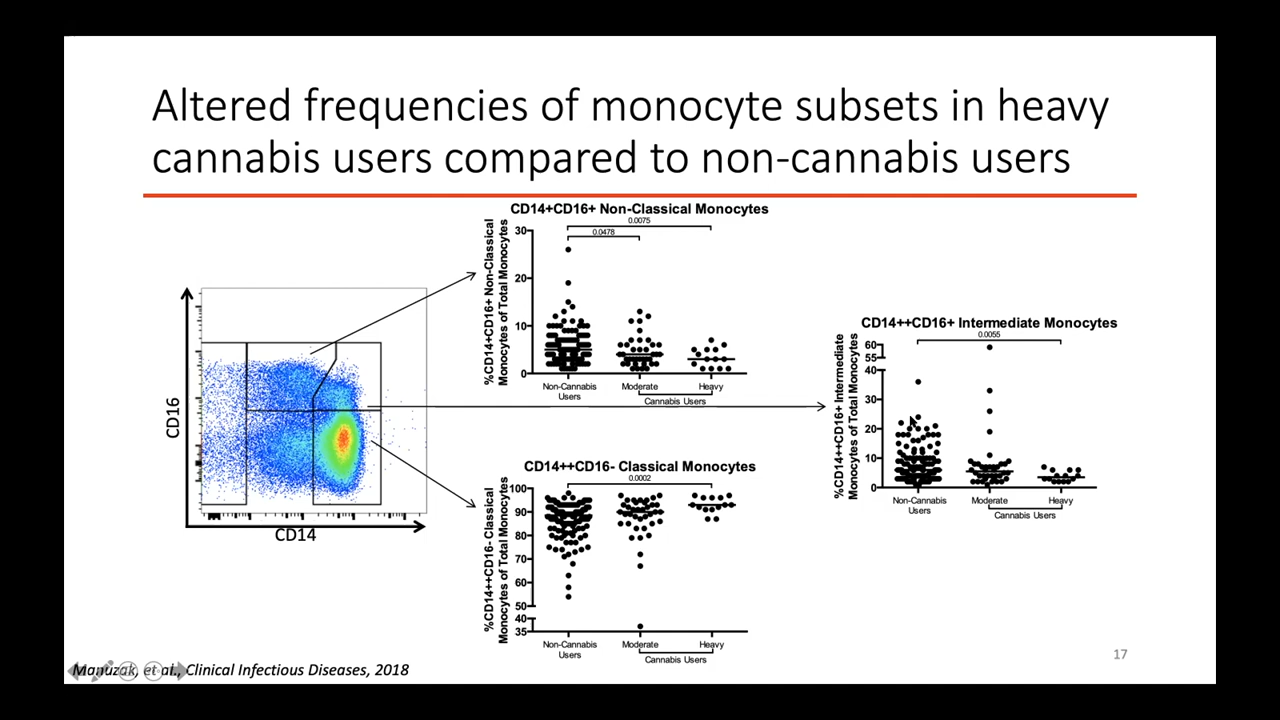 Altered frequencies of monocyte subsets in heavy
cannabis users compared to non-cannabis users
CD14+CD16+ Non-Classical Monocytes
0.0075
0.0478
%CD14+CD16+ Non-Classical
Monocytes of Total Monocytes
30
20
10
0
Non-Cannabis
Users
Moderate
Heavy
Cannabis Users
CD16
CD14
CD14++CD16+ Intermediate Monocytes
0.0055
%CD14++CD16+ Intermediate
Monocytes of Total Monocytes
60
55
40
30
20
10
0
Non-Cannabis
Users
Moderate
Heavy
Cannabis Users
CD14++CD16- Classical Monocytes
0.0002
%CD14++CD16- Classical
Monocytes of Total Monocytes
100
90
80
70
60
50
40
35
Non-Cannabis
Users
Moderate
Heavy
Cannabis Users
Manuzak, et al., Clinical Infectious Diseases, 2018
17